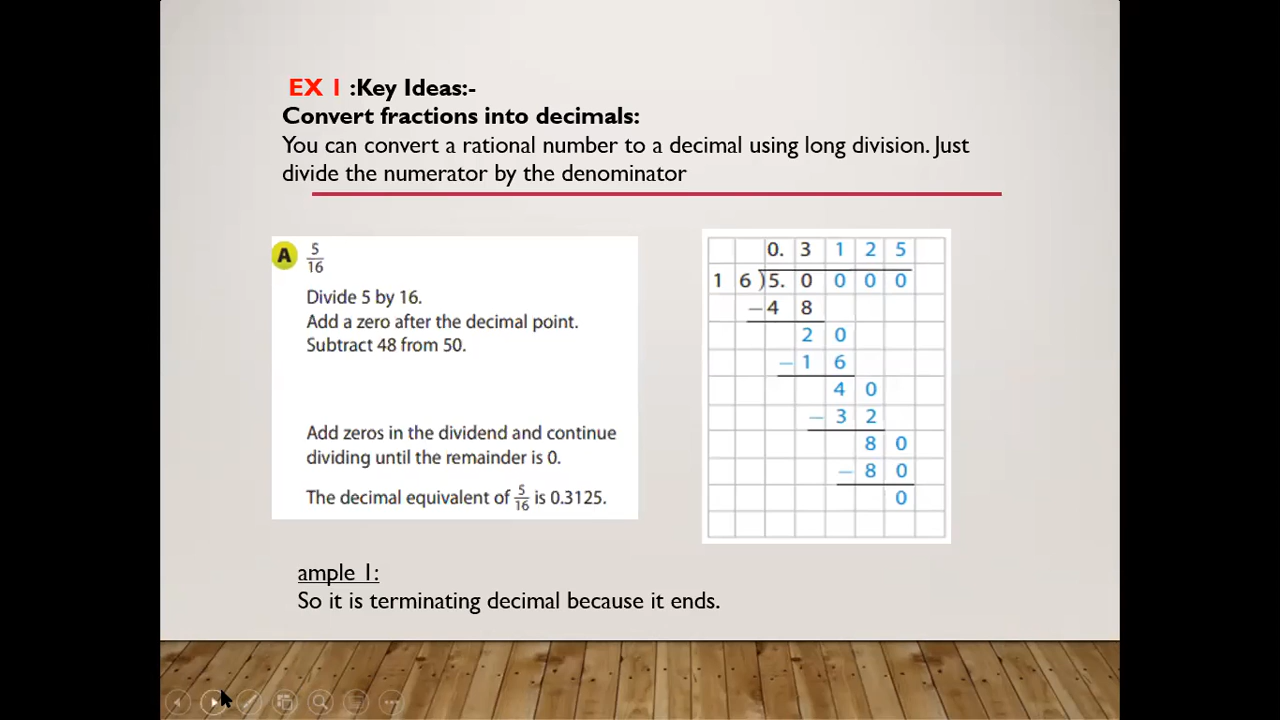 EX 1 :Key Ideas:-
Convert fractions into decimals:
You can convert a rational number to a decimal using long division. Just
divide the numerator by the denominator
A 5/16
Divide 5 by 16.
Add a zero after the decimal point.
Subtract 48 from 50.
Add zeros in the dividend and continue
dividing until the remainder is 0.
The decimal equivalent of 5/16 is 0.3125.
0. 3 1 2 5
1 6)5. 0 0 0 0
−4 8
2 0
−1 6
4 0
−3 2
8 0
−8 0
0
ample 1:
So it is terminating decimal because it ends.